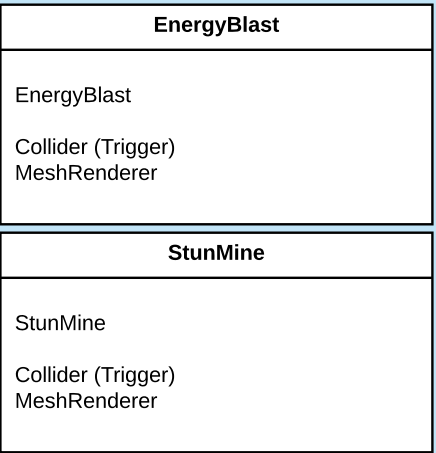 EnergyBlast
EnergyBlast
Collider (Trigger)
MeshRenderer
StunMine
StunMine
Collider (Trigger)
MeshRenderer